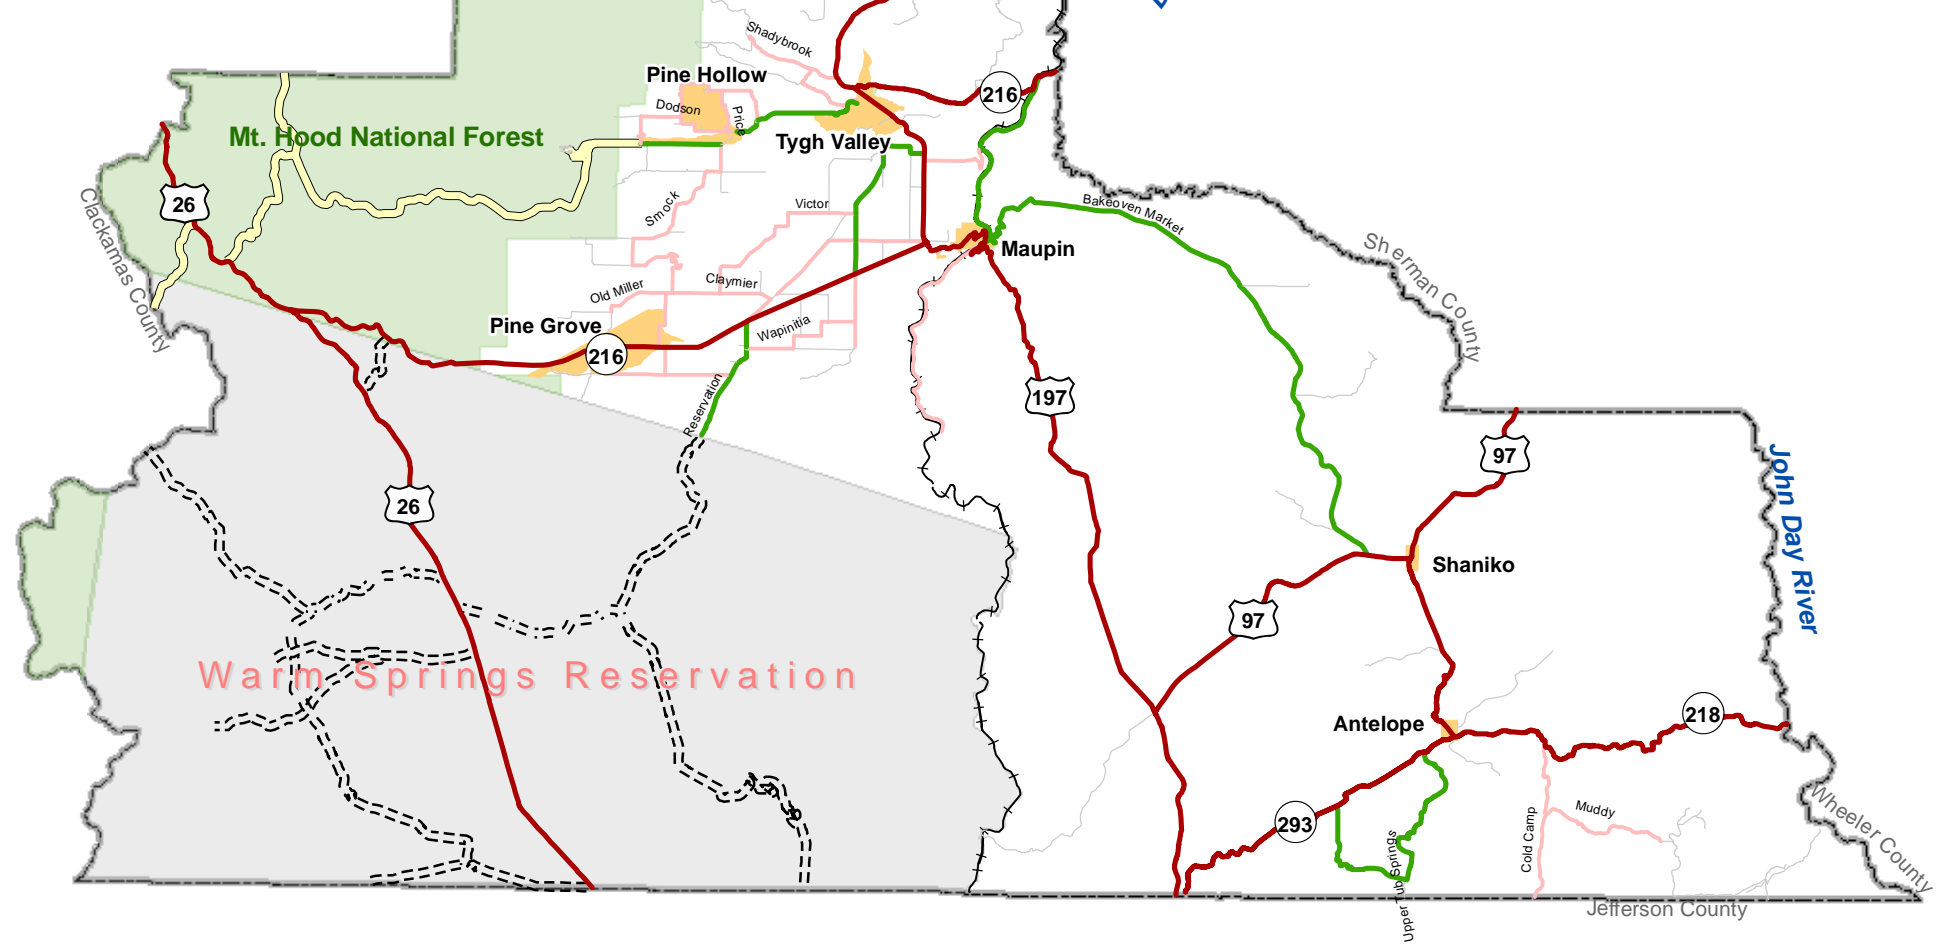 Shadybrook
Pine Hollow
216
Dodson
Price
Mt. Hood National Forest
Tygh Valley
26
Clackamas County
Smock
Victor
Bakeoven Market
Maupin
Sherman County
Old Miller
Claymier
Pine Grove
Wapinitia
216
Reservation
197
97
John Day River
26
Shaniko
97
Warm Springs Reservation
Antelope
218
293
Upper Tub Springs
Cold Camp
Muddy
Wheeler County
Jefferson County